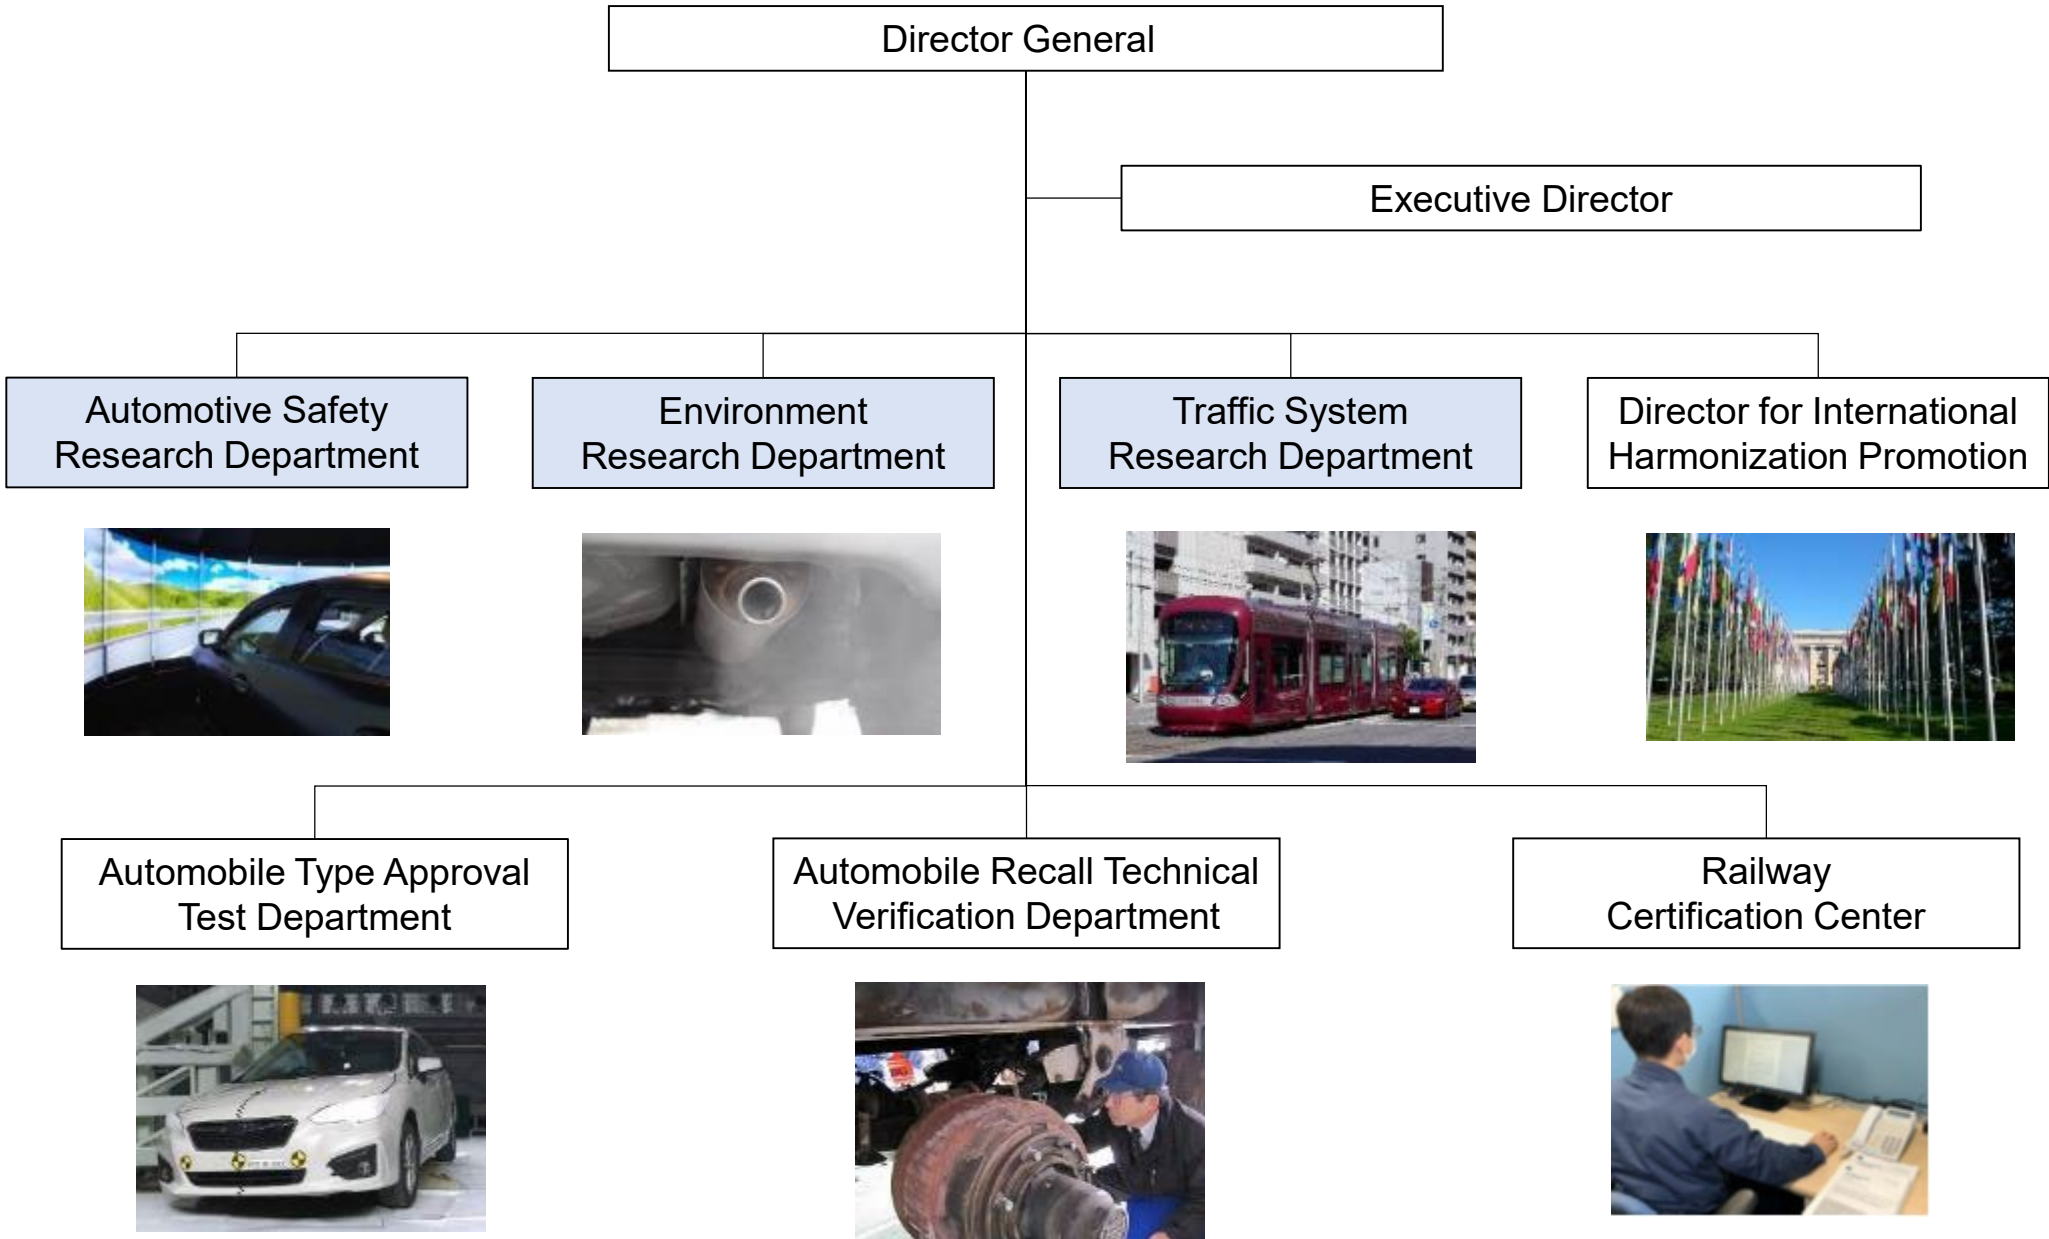 Director General
Executive Director
Automotive Safety
Research Department
Environment
Research Department
Traffic System
Research Department
Director for International
Harmonization Promotion
Automobile Type Approval
Test Department
Automobile Recall Technical
Verification Department
Railway
Certification Center